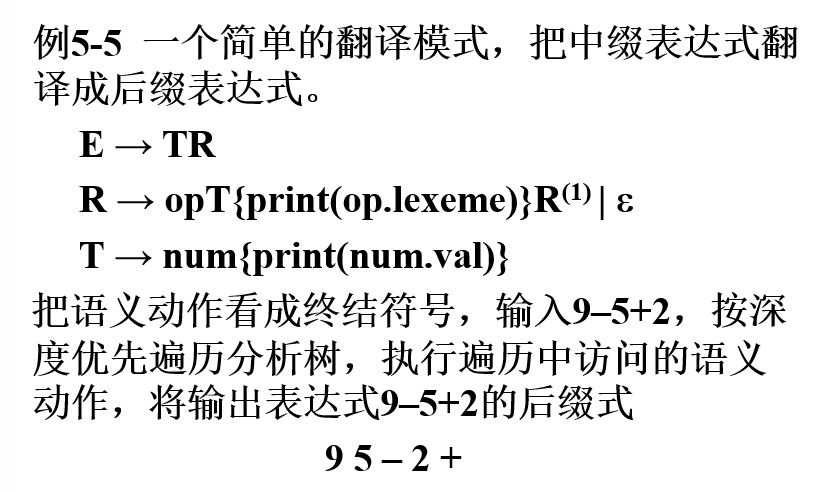 例5-5 一个简单的翻译模式，把中缀表达式翻
译成后缀表达式。
E → TR
R → opT{print(op.lexeme)}R⁽¹⁾ | ε
T → num{print(num.val)}
把语义动作看成终结符号，输入9–5+2，按深
度优先遍历分析树，执行遍历中访问的语义
动作，将输出表达式9–5+2的后缀式
9 5 – 2 +